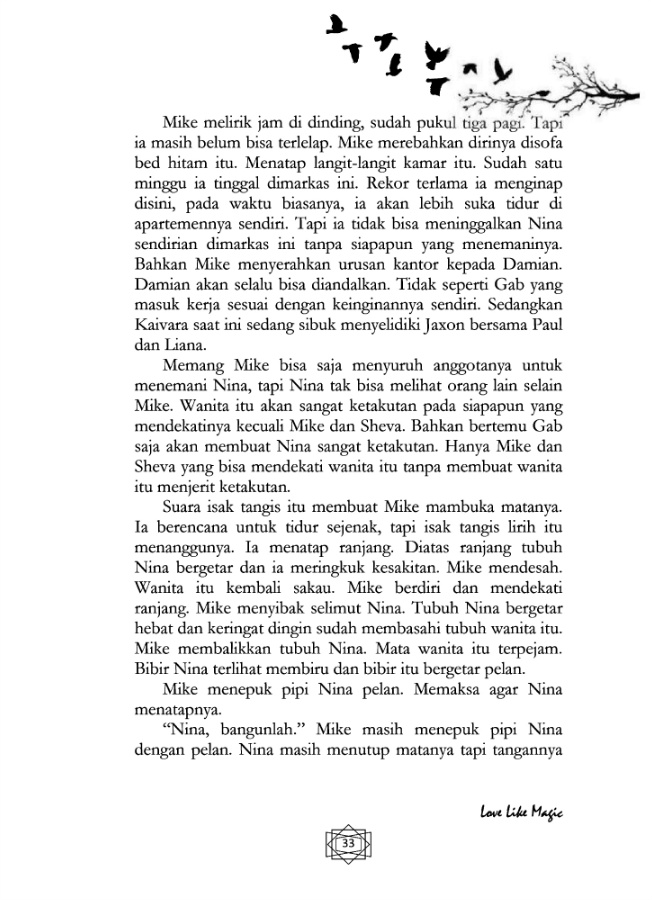 Mike melirik jam di dinding, sudah pukul tiga pagi. Tapi
ia masih belum bisa terlelap. Mike merebahkan dirinya disofa
bed hitam itu. Menatap langit-langit kamar itu. Sudah satu
minggu ia tinggal dimarkas ini. Rekor terlama ia menginap
disini, pada waktu biasanya, ia akan lebih suka tidur di
apartemennya sendiri. Tapi ia tidak bisa meninggalkan Nina
sendirian dimarkas ini tanpa siapapun yang menemaninya.
Bahkan Mike menyerahkan urusan kantor kepada Damian.
Damian akan selalu bisa diandalkan. Tidak seperti Gab yang
masuk kerja sesuai dengan keinginannya sendiri. Sedangkan
Kaivara saat ini sedang sibuk menyelidiki Jaxon bersama Paul
dan Liana.
Memang Mike bisa saja menyuruh anggotanya untuk
menemani Nina, tapi Nina tak bisa melihat orang lain selain
Mike. Wanita itu akan sangat ketakutan pada siapapun yang
mendekatinya kecuali Mike dan Sheva. Bahkan bertemu Gab
saja akan membuat Nina sangat ketakutan. Hanya Mike dan
Sheva yang bisa mendekati wanita itu tanpa membuat wanita
itu menjerit ketakutan.
Suara isak tangis itu membuat Mike mambuka matanya.
Ia berencana untuk tidur sejenak, tapi isak tangis lirih itu
menanggunya. Ia menatap ranjang. Diatas ranjang tubuh
Nina bergetar dan ia meringkuk kesakitan. Mike mendesah.
Wanita itu kembali sakau. Mike berdiri dan mendekati
ranjang. Mike menyibak selimut Nina. Tubuh Nina bergetar
hebat dan keringat dingin sudah membasahi tubuh wanita itu.
Mike membalikkan tubuh Nina. Mata wanita itu terpejam.
Bibir Nina terlihat membiru dan bibir itu bergetar pelan.
Mike menepuk pipi Nina pelan. Memaksa agar Nina
menatapnya.
“Nina, bangunlah.” Mike masih menepuk pipi Nina
dengan pelan. Nina masih menutup matanya tapi tangannya
Love Like Magic
33